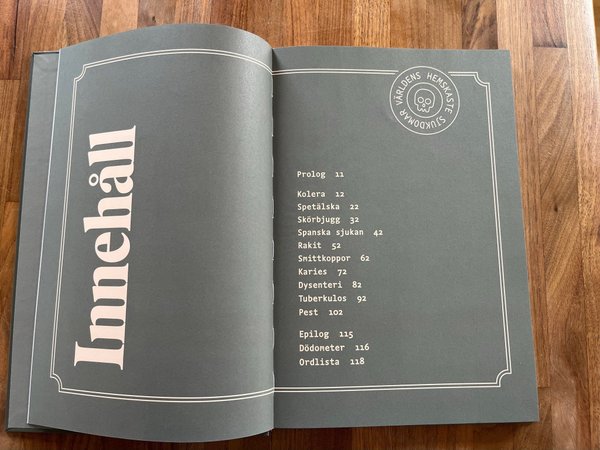 Innehåll
VÄRLDENS HEMSKASTE SJUKDOMAR
Prolog 11
Kolera 12
Spetälska 22
Skörbjugg 32
Spanska sjukan 42
Rakit 52
Smittkoppor 62
Karies 72
Dysenteri 82
Tuberkulos 92
Pest 102
Epilog 115
Dödometer 116
Ordlista 118